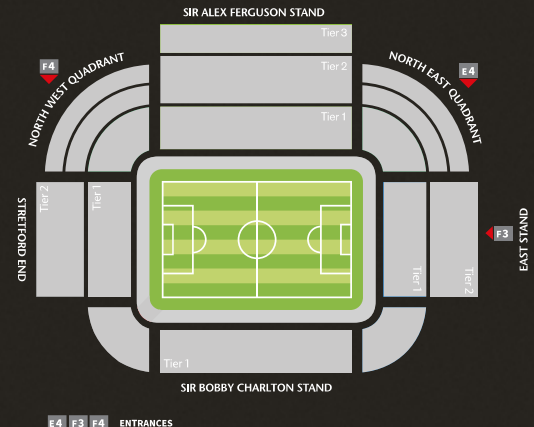 SIR ALEX FERGUSON STAND
Tier 3
F4
NORTH WEST QUADRANT
Tier 2
E4
NORTH EAST QUADRANT
Tier 1
STRETFORD END
Tier 2
Tier 1
Tier 1
Tier 2
F3
EAST STAND
Tier 1
SIR BOBBY CHARLTON STAND
E4 F3 F4 ENTRANCES